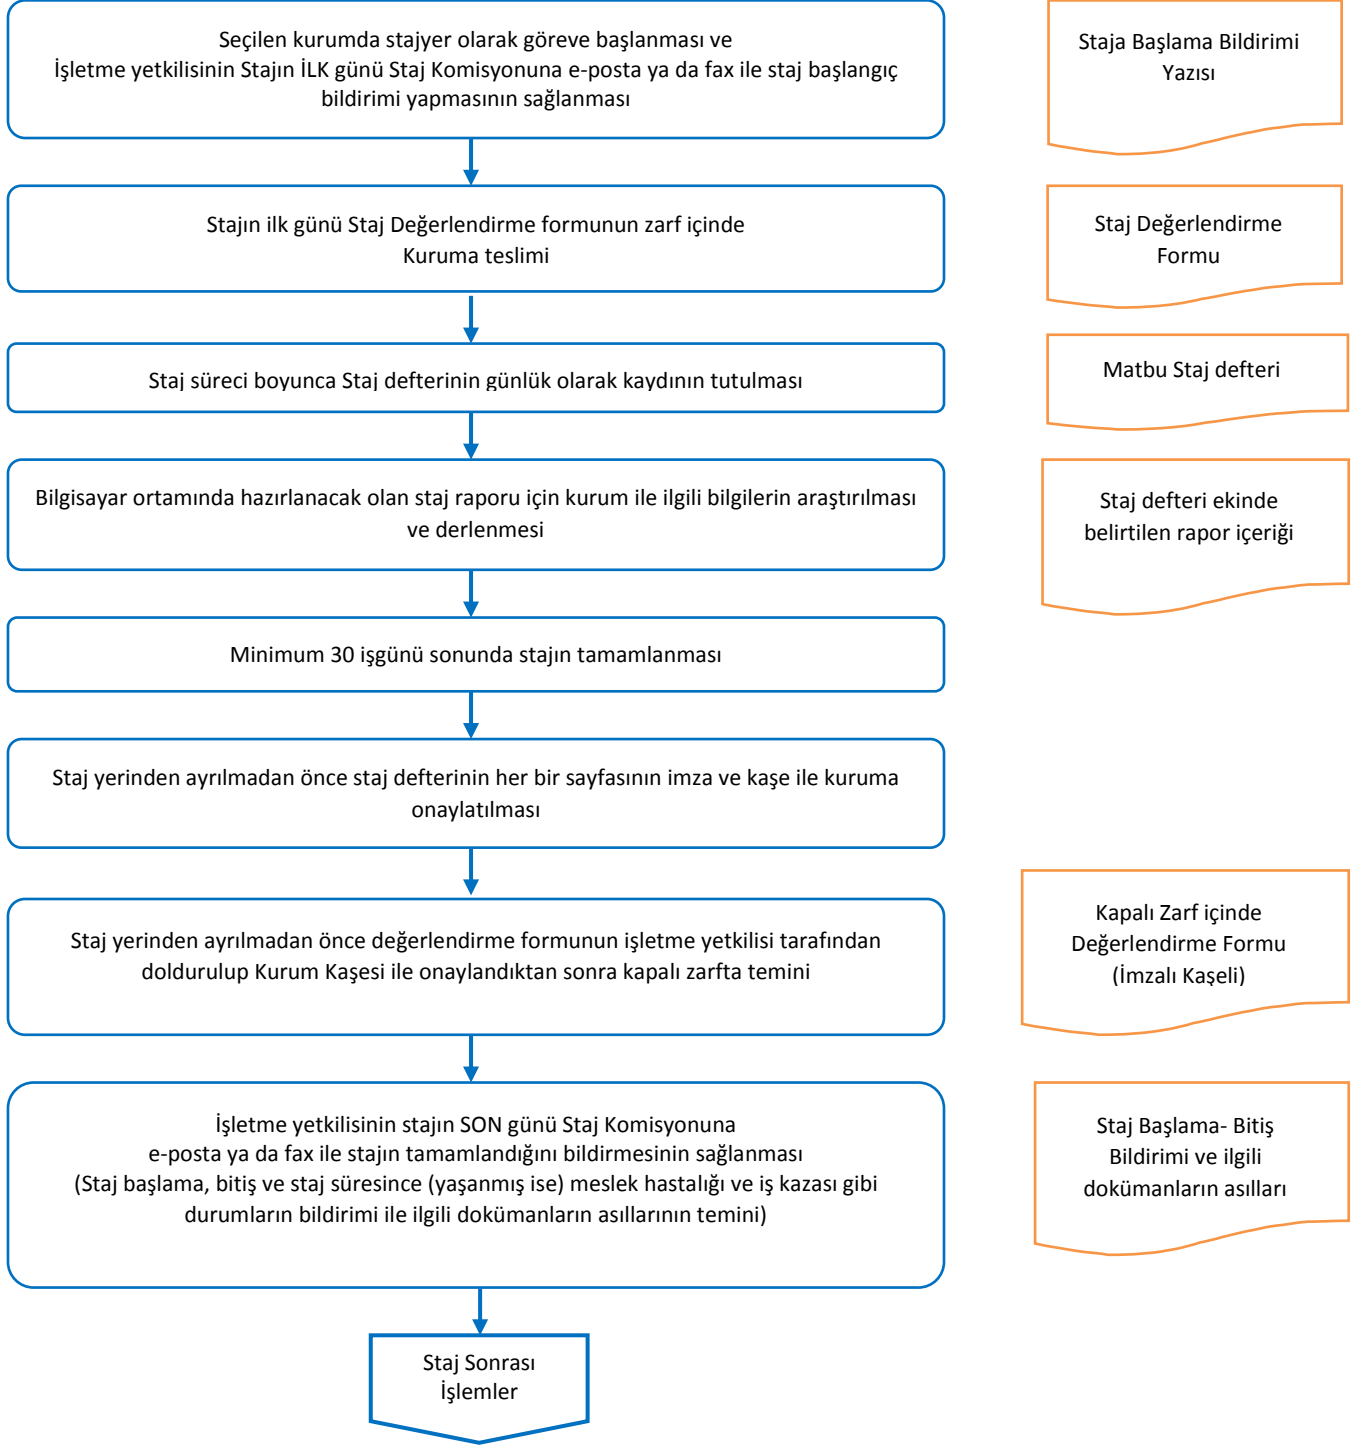 Seçilen kurumda stajyer olarak göreve başlanması ve
İşletme yetkilisinin Stajın İLK günü Staj Komisyonuna e-posta ya da fax ile staj başlangıç
bildirimi yapmasının sağlanması
Staja Başlama Bildirimi
Yazısı
Stajın ilk günü Staj Değerlendirme formunun zarf içinde
Kuruma teslimi
Staj Değerlendirme
Formu
Staj süreci boyunca Staj defterinin günlük olarak kaydının tutulması
Matbu Staj defteri
Bilgisayar ortamında hazırlanacak olan staj raporu için kurum ile ilgili bilgilerin araştırılması
ve derlenmesi
Staj defteri ekinde
belirtilen rapor içeriği
Minimum 30 işgünü sonunda stajın tamamlanması
Staj yerinden ayrılmadan önce staj defterinin her bir sayfasının imza ve kaşe ile kuruma
onaylatılması
Staj yerinden ayrılmadan önce değerlendirme formunun işletme yetkilisi tarafından
doldurulup Kurum Kaşesi ile onaylandıktan sonra kapalı zarfta temini
Kapalı Zarf içinde
Değerlendirme Formu
(İmzalı Kaşeli)
İşletme yetkilisinin stajın SON günü Staj Komisyonuna
e-posta ya da fax ile stajın tamamlandığını bildirmesinin sağlanması
(Staj başlama, bitiş ve staj süresince (yaşanmış ise) meslek hastalığı ve iş kazası gibi
durumların bildirimi ile ilgili dokümanların asıllarının temini)
Staj Başlama- Bitiş
Bildirimi ve ilgili
dokümanların asılları
Staj Sonrası
İşlemler